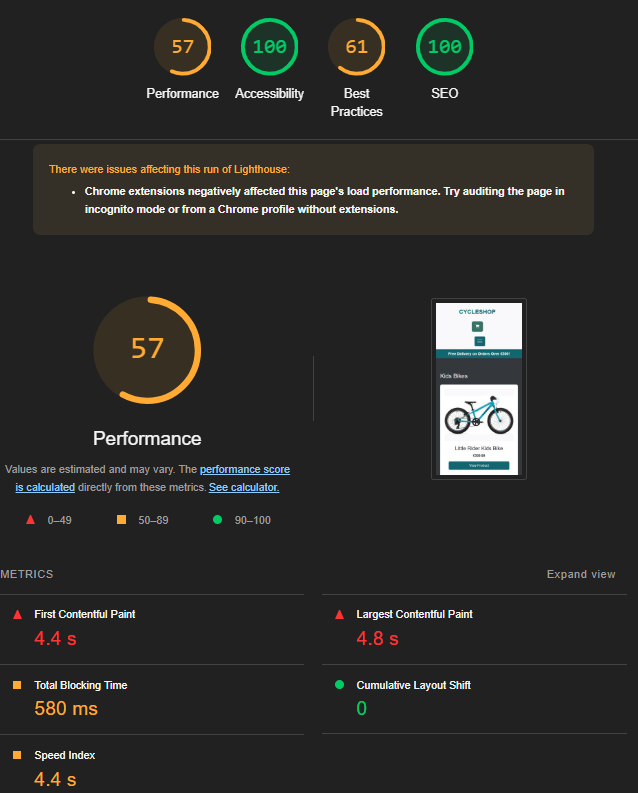 57
100
61
100
Performance
Accessibility
Best
Practices
SEO
There were issues affecting this run of Lighthouse:
• Chrome extensions negatively affected this page's load performance. Try auditing the page in
incognito mode or from a Chrome profile without extensions.
57
Performance
Values are estimated and may vary. The performance score
is calculated directly from these metrics. See calculator.
0–49
50–89
90–100
CYCLESHOP
Free Delivery on Orders Over
Kids Bikes
Little Rider Kids Bike
View Product
METRICS
Expand view
First Contentful Paint
4.4 s
Largest Contentful Paint
4.8 s
Total Blocking Time
580 ms
Cumulative Layout Shift
0
Speed Index
4.4 s